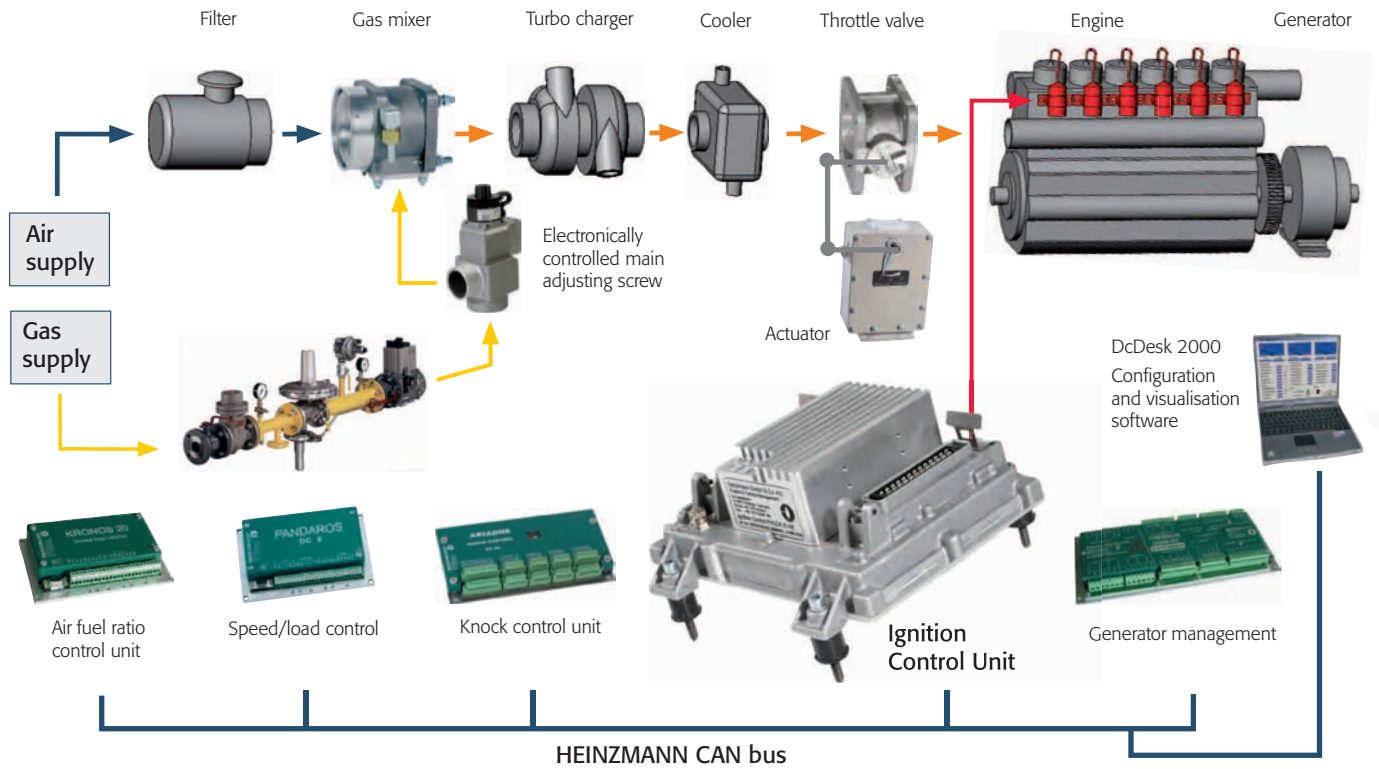 Filter
Gas mixer
Turbo charger
Cooler
Throttle valve
Engine
Generator
Air
supply
Gas
supply
Electronically
controlled main
adjusting screw
Actuator
DcDesk 2000
Configuration
and visualisation
software
KRONOS 20
PANDAROS
DC 6
ARIADNE
Air fuel ratio
control unit
Speed/load control
Knock control unit
Ignition
Control Unit
Generator management
HEINZMANN CAN bus